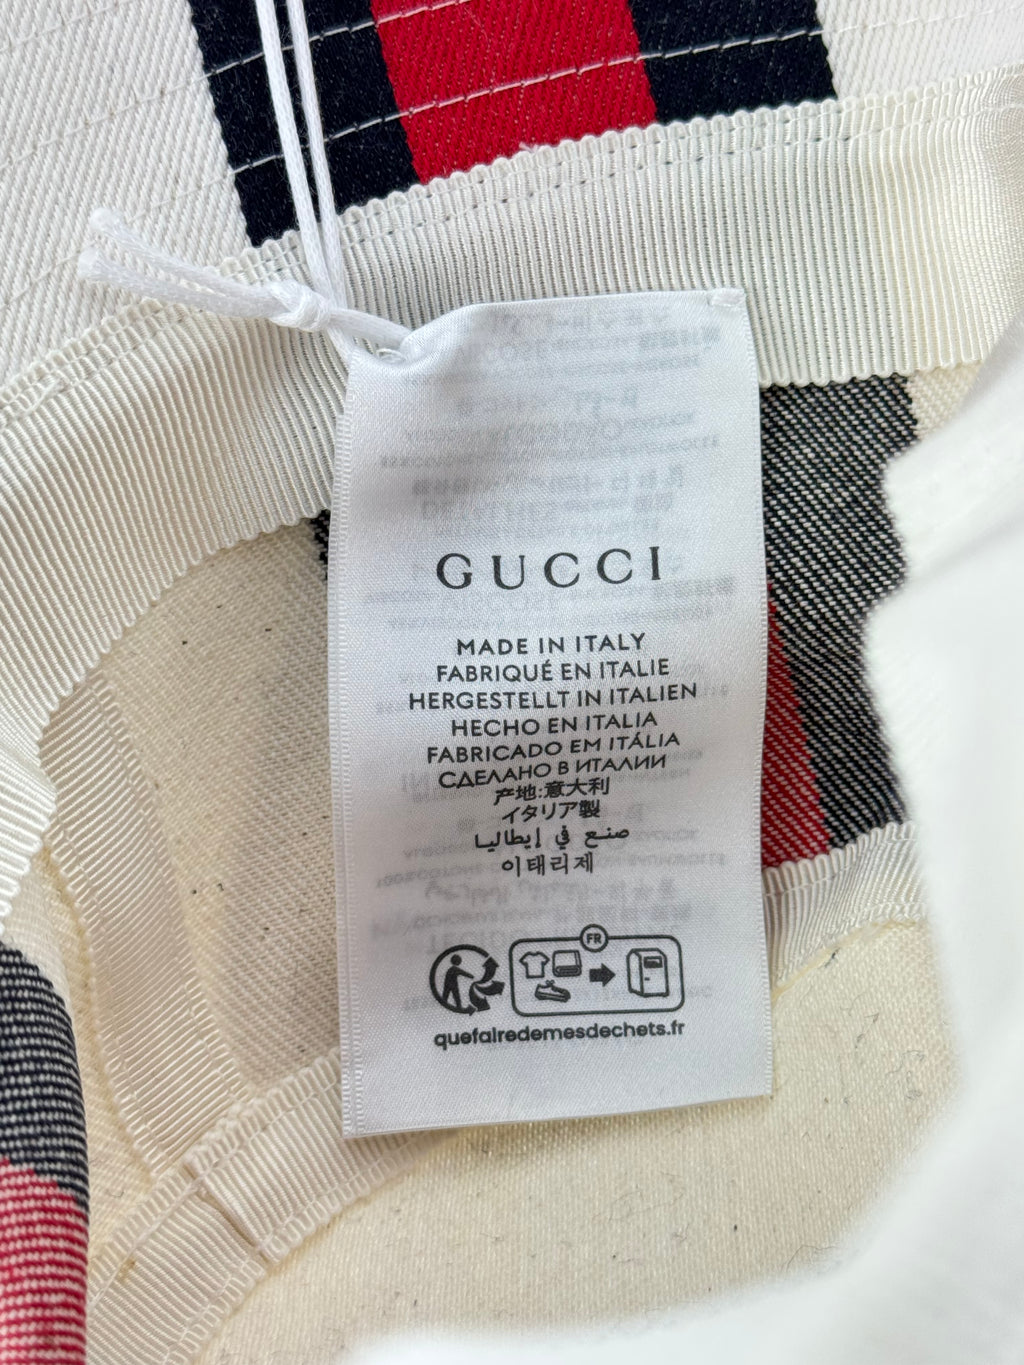 GUCCI
MADE IN ITALY
FABRIQUÉ EN ITALIE
HERGESTELLT IN ITALIEN
HECHO EN ITALIA
FABRICADO EM ITÁLIA
СДЕЛАНО В ИТАЛИИ
产地:意大利
イタリア製
صنع في إيطاليا
이태리제
FR
quefairedemesdechets.fr